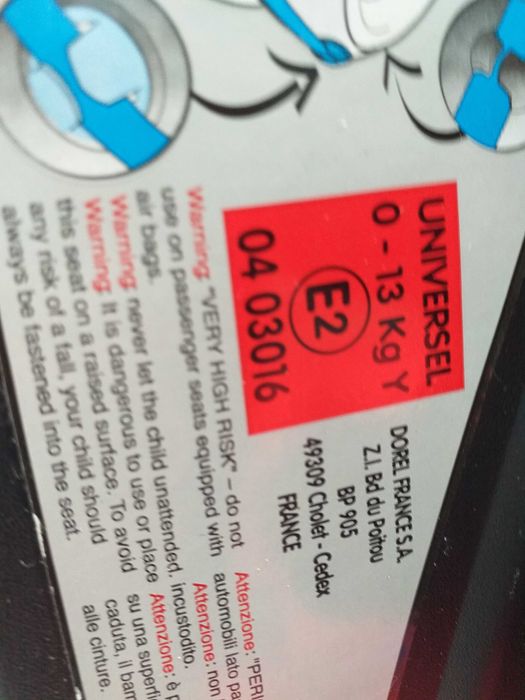 UNIVERSEL
0 - 13 Kg Y
E2
04 03016
DOREL FRANCE S.A.
Z.I. Bd du Poitou
BP 905
49309 Cholet - Cedex
FRANCE
Warning: "VERY HIGH RISK" – do not
use on passenger seats equipped with
air bags.
Warning: never let the child unattended.
Warning: It is dangerous to use or place
this seat on a raised surface. To avoid
any risk of a fall, your child should
always be fastened into the seat.
Attenzione:
automobili lato
Attenzione: non
incustodito.
Attenzione: è
su una
caduta, il
alle cinture.